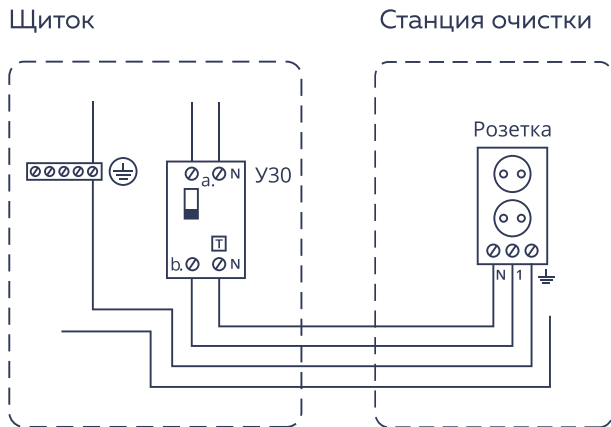 Щиток
Станция очистки
Розетка
a. N
УЗО
T
b. N
N 1